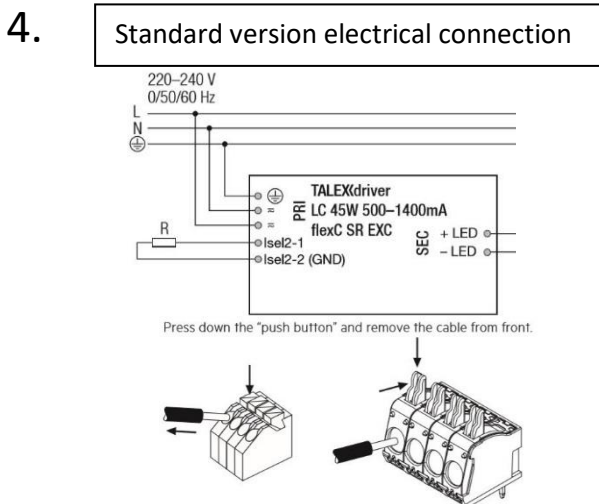 4.
Standard version electrical connection
220–240 V
0/50/60 Hz
L
N
PRI
TALEXXdriver
LC 45W 500–1400mA
flexC SR EXC
R
Isel2-1
Isel2-2 (GND)
SEC
+ LED
– LED
Press down the "push button" and remove the cable from front.